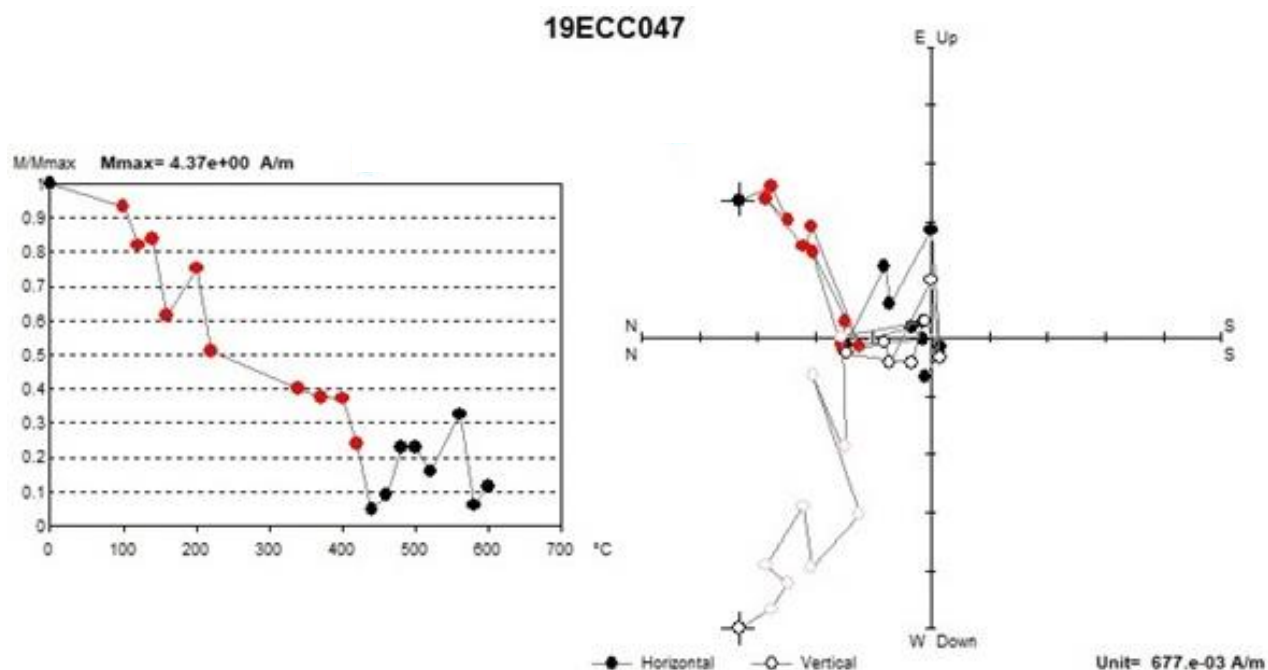 19ECC047
M/Mmax Mmax= 4.37e+00 A/m
1
0.9
0.8
0.7
0.6
0.5
0.4
0.3
0.2
0.1
0
0 100 200 300 400 500 600 700 °C
E Up
N S
N S
W Down
Horizontal Vertical Unit= 677.e-03 A/m